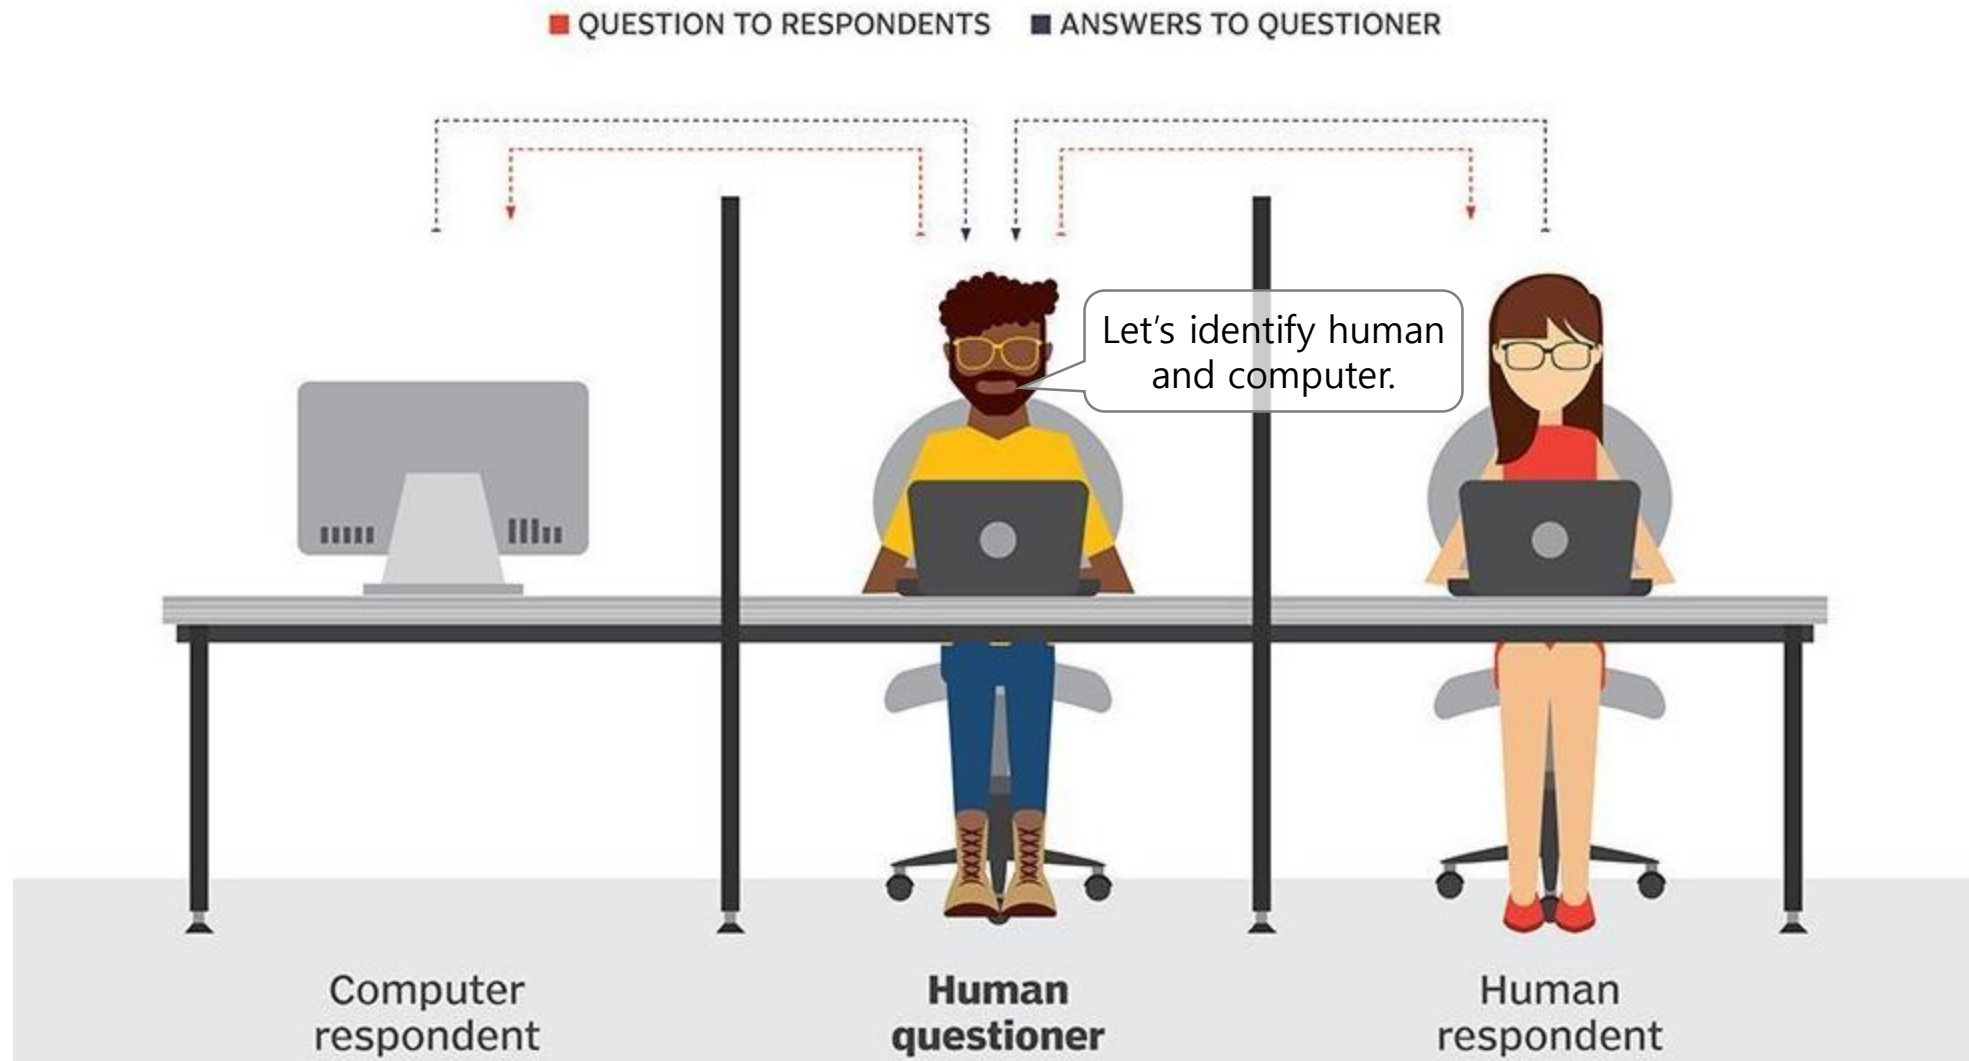 QUESTION TO RESPONDENTS ANSWERS TO QUESTIONER
Let's identify human
and computer.
Computer
respondent
Human
questioner
Human
respondent